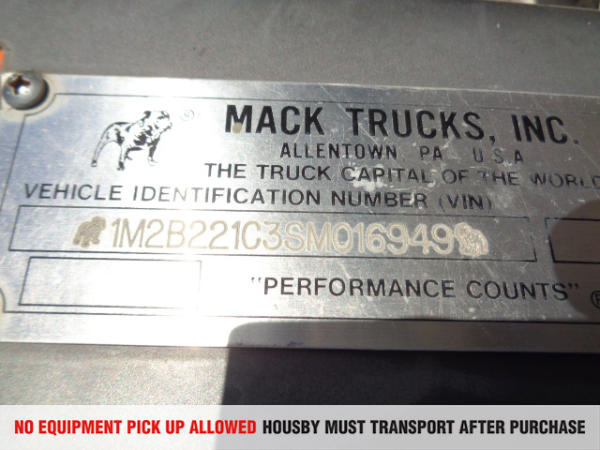 MACK TRUCKS, INC.
ALLENTOWN PA U.S.A
THE TRUCK CAPITAL OF THE WORLD
VEHICLE IDENTIFICATION NUMBER (VIN)
1M2B221C3SM016949
"PERFORMANCE COUNTS" ®
NO EQUIPMENT PICK UP ALLOWED HOUSBY MUST TRANSPORT AFTER PURCHASE